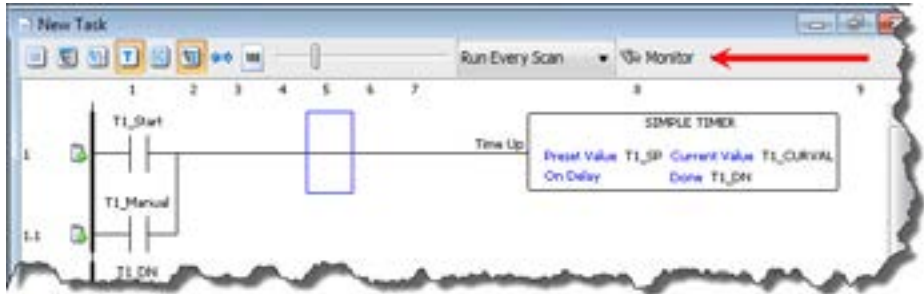 New Task
T Run Every Scan Monitor
1 2 3 4 5 6 7 8 9
T1_Start SIMPLE TIMER
1 Time Up Preset Value T1_SP Current Value T1_CURVAL
On Delay Done T1_DN
T1_Manual
1.1
T1_DN